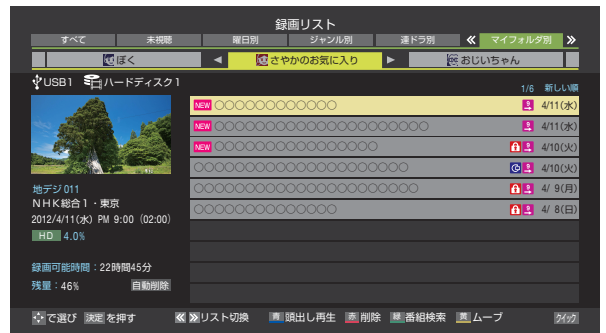 録画リスト
すべて 未視聴 曜日別 ジャンル別 連ドラ別 マイフォルダ別
ぼく さやかのお気に入り おじいちゃん
USB1 ハードディスク1
1/6 新しい順
NEW ○○○○○○○○○○○○ 4/11(水)
NEW ○○○○○○○○○○○○○○○○○○○○○ 4/11(水)
NEW ○○○○○○○○○○○○○○○○ 4/10(火)
○○○○○○○○○○○○○○○○○○○○○ 4/10(火)
○○○○○○○○○○○○○○○○○○○○○○ 4/ 9(月)
○○○○○○○○○○○○○○ 4/ 8(日)
地デジ 011
NHK総合1・東京
2012/4/11(水) PM 9:00 (02:00)
HD 4.0%
録画可能時間：22時間45分
残量：46% 自動削除
で選び 決定 を押す リスト切換 青 頭出し再生 赤 削除 緑 番組検索 黄 ムーブ クイック